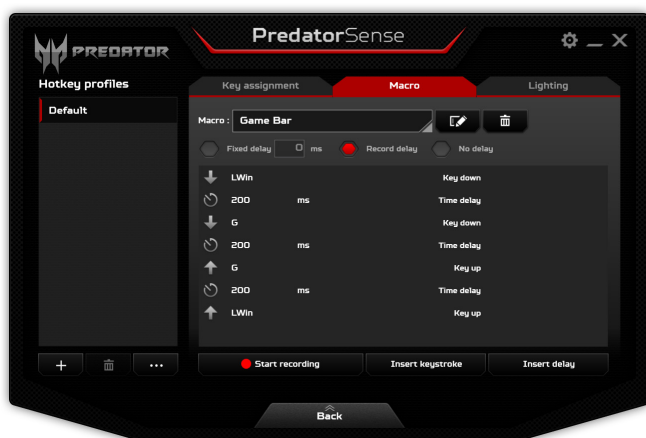 PredatorSense
PREDATOR
Hotkey profiles
Default
Key assignment
Macro
Lighting
Macro : Game Bar
Fixed delay 0 ms Record delay No delay
LWin Key down
200 ms Time delay
G Key down
200 ms Time delay
G Key up
200 ms Time delay
LWin Key up
Start recording
Insert keystroke
Insert delay
Back